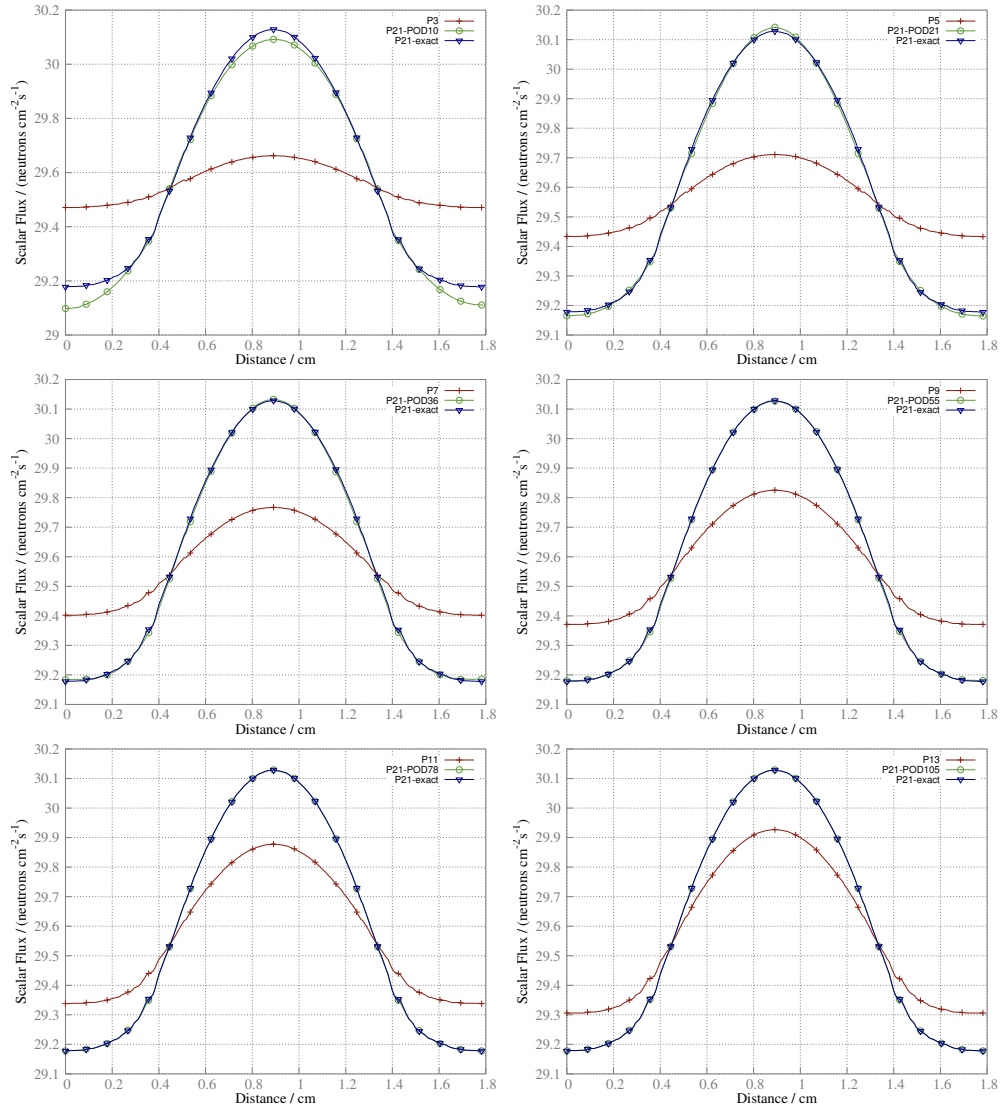 30.2
30
29.8
29.6
29.4
29.2
29
Scalar Flux / (neutrons cm⁻²s⁻¹)
P3
P21-POD10
P21-exact
0 0.2 0.4 0.6 0.8 1 1.2 1.4 1.6 1.8
Distance / cm
30.2
30.1
30
29.9
29.8
29.7
29.6
29.5
29.4
29.3
29.2
29.1
Scalar Flux / (neutrons cm⁻²s⁻¹)
P5
P21-POD21
P21-exact
0 0.2 0.4 0.6 0.8 1 1.2 1.4 1.6 1.8
Distance / cm
30.2
30.1
30
29.9
29.8
29.7
29.6
29.5
29.4
29.3
29.2
29.1
Scalar Flux / (neutrons cm⁻²s⁻¹)
P7
P21-POD36
P21-exact
0 0.2 0.4 0.6 0.8 1 1.2 1.4 1.6 1.8
Distance / cm
30.2
30.1
30
29.9
29.8
29.7
29.6
29.5
29.4
29.3
29.2
29.1
Scalar Flux / (neutrons cm⁻²s⁻¹)
P9
P21-POD55
P21-exact
0 0.2 0.4 0.6 0.8 1 1.2 1.4 1.6 1.8
Distance / cm
30.2
30.1
30
29.9
29.8
29.7
29.6
29.5
29.4
29.3
29.2
29.1
Scalar Flux / (neutrons cm⁻²s⁻¹)
P11
P21-POD78
P21-exact
0 0.2 0.4 0.6 0.8 1 1.2 1.4 1.6 1.8
Distance / cm
30.2
30.1
30
29.9
29.8
29.7
29.6
29.5
29.4
29.3
29.2
29.1
Scalar Flux / (neutrons cm⁻²s⁻¹)
P13
P21-POD105
P21-exact
0 0.2 0.4 0.6 0.8 1 1.2 1.4 1.6 1.8
Distance / cm